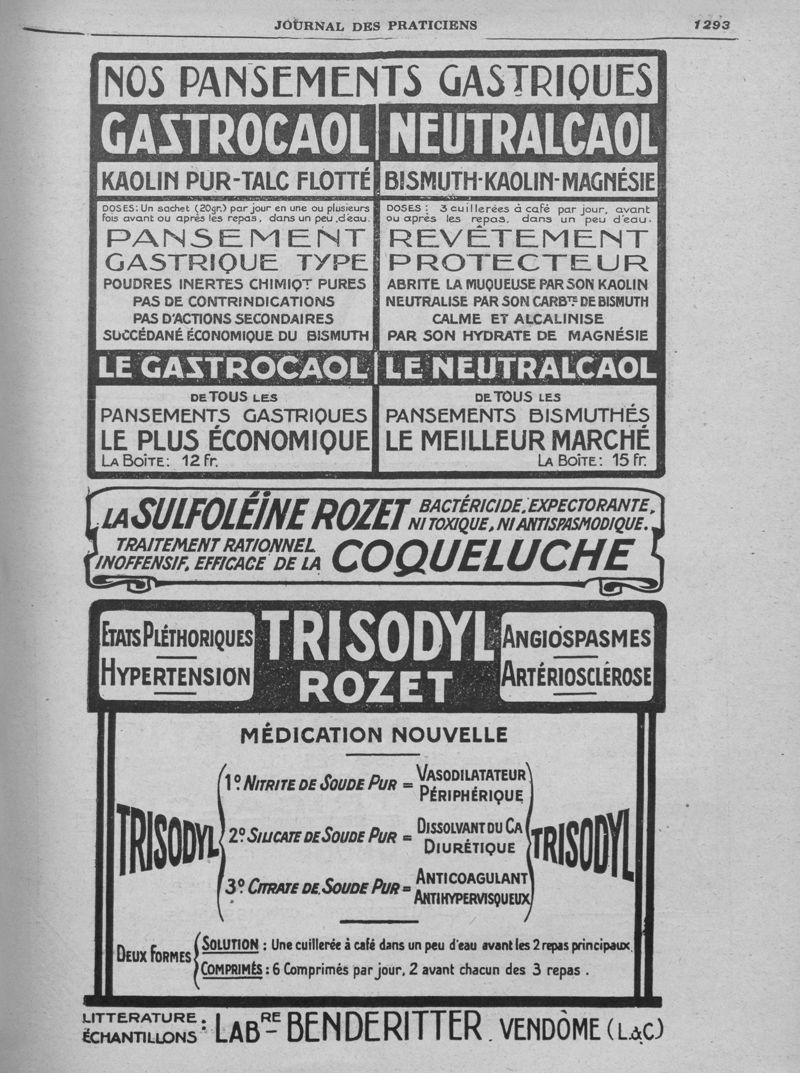 JOURNAL DES PRATICIENS 1293
NOS PANSEMENTS GASTRIQUES
GASTROCAOL
KAOLIN PUR-TALC FLOTTÉ
DOSES: Un sachet (20gr.) par jour en une ou plusieurs
fois avant ou après les repas, dans un peu d'eau.
PANSEMENT
GASTRIQUE TYPE
POUDRES INERTES CHIMIQT PURES
PAS DE CONTRINDICATIONS
PAS D'ACTIONS SECONDAIRES
SUCCÉDANÉ ÉCONOMIQUE DU BISMUTH
LE GASTROCAOL
DE TOUS LES
PANSEMENTS GASTRIQUES
LE PLUS ÉCONOMIQUE
LA BOÎTE: 12 fr.
NEUTRALCAOL
BISMUTH-KAOLIN-MAGNÉSIE
DOSES: 3 cuillerées à café par jour, avant
ou après les repas, dans un peu d'eau.
REVÊTEMENT
PROTECTEUR
ABRITE LA MUQUEUSE PAR SON KAOLIN
NEUTRALISE PAR SON CARBTE DE BISMUTH
CALME ET ALCALINISE
PAR SON HYDRATE DE MAGNÉSIE
LE NEUTRALCAOL
DE TOUS LES
PANSEMENTS BISMUTHÉS
LE MEILLEUR MARCHÉ
LA BOÎTE: 15 fr.
LA SULFOLÉÏNE ROZET BACTÉRICIDE, EXPECTORANTE,
NI TOXIQUE, NI ANTISPASMODIQUE.
TRAITEMENT RATIONNEL
INOFFENSIF, EFFICACE DE LA COQUELUCHE
ETATS PLÉTHORIQUES
HYPERTENSION
TRISODYL
ROZET
ANGIOSPASMES
ARTÉRIOSCLÉROSE
MÉDICATION NOUVELLE
TRISODYL
1º. NITRITE DE SOUDE PUR = VASODILATATEUR
PÉRIPHÉRIQUE
2º. SILICATE DE SOUDE PUR = DISSOLVANT DU CA
DIURÉTIQUE
3º. CITRATE DE SOUDE PUR = ANTICOAGULANT
ANTIHYPERVISQUEUX
TRISODYL
DEUX FORMES
SOLUTION : Une cuillerée à café dans un peu d'eau avant les 2 repas principaux.
COMPRIMÉS : 6 Comprimés par jour, 2 avant chacun des 3 repas.
LITTERATURE:
ÉCHANTILLONS: LABRE BENDERITTER. VENDÔME (L.&C.)